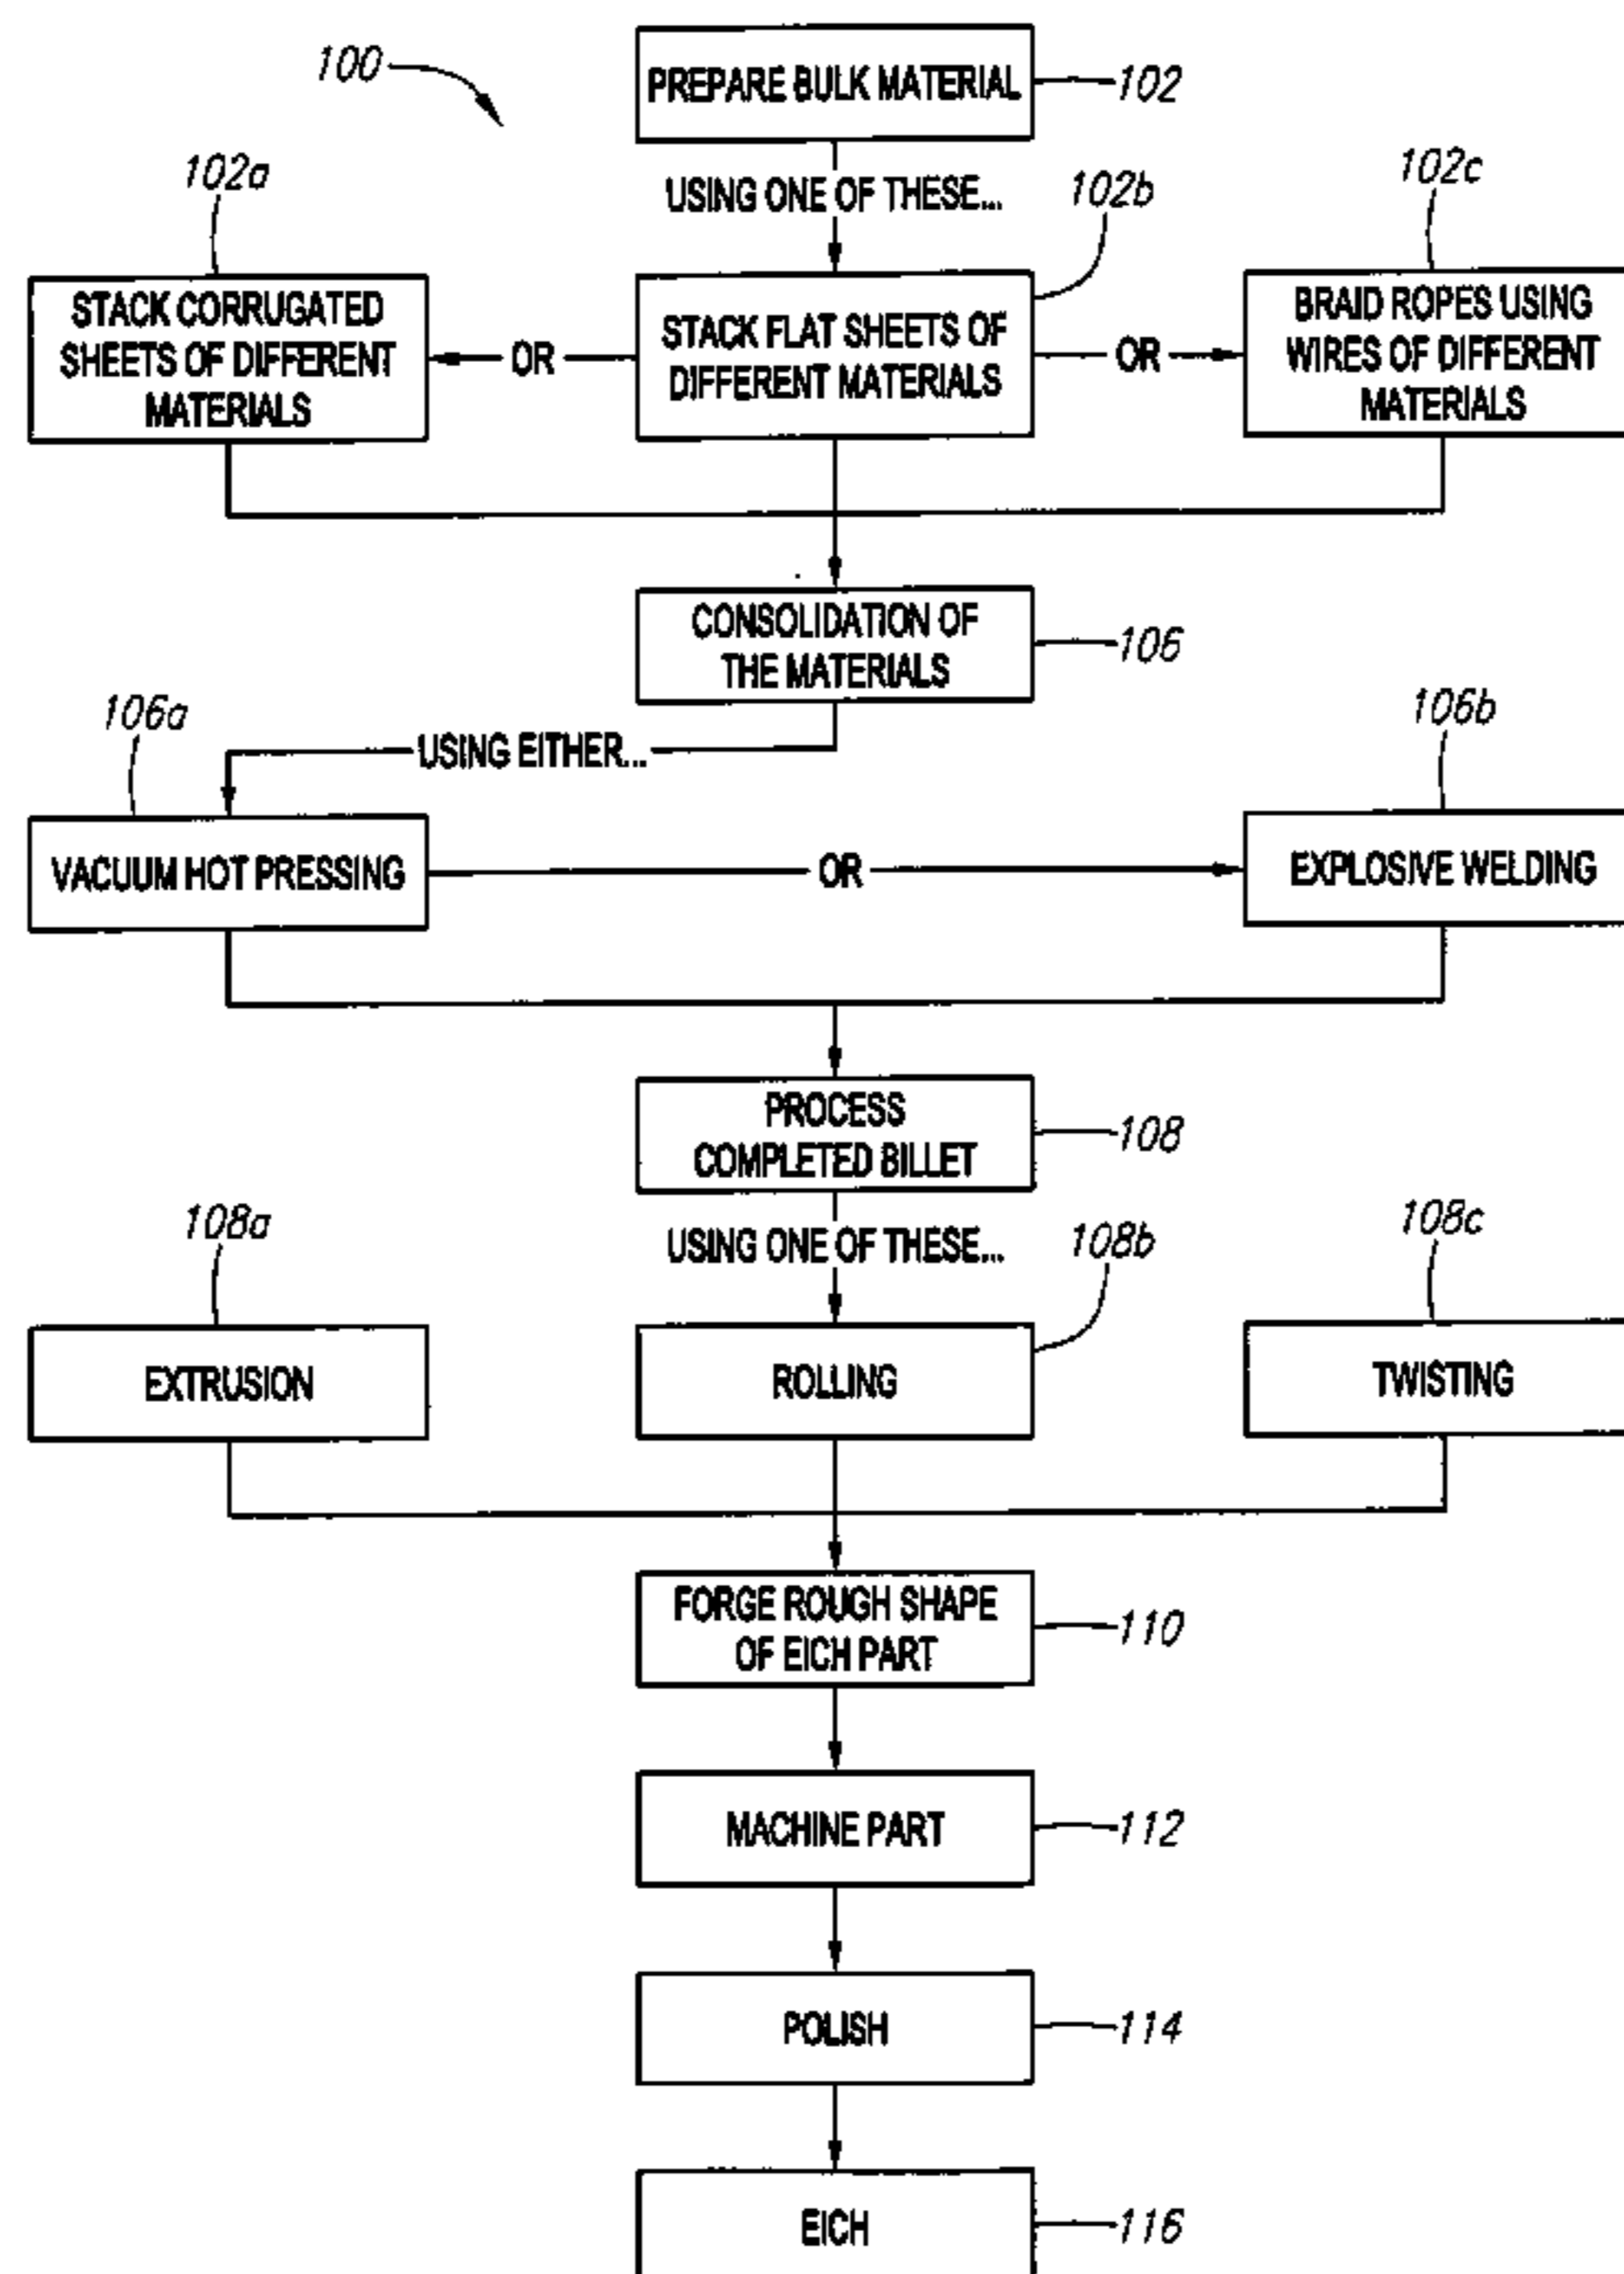 100
PREPARE BULK MATERIAL
102
USING ONE OF THESE...
102a
102b
102c
STACK CORRUGATED
SHEETS OF DIFFERENT
MATERIALS
OR
STACK FLAT SHEETS OF
DIFFERENT MATERIALS
OR
BRAID ROPES USING
WIRES OF DIFFERENT
MATERIALS
CONSOLIDATION OF
THE MATERIALS
106
USING EITHER...
106a
106b
VACUUM HOT PRESSING
OR
EXPLOSIVE WELDING
PROCESS
COMPLETED BILLET
108
USING ONE OF THESE...
108a
108b
108c
EXTRUSION
ROLLING
TWISTING
FORGE ROUGH SHAPE
OF EICH PART
110
MACHINE PART
112
POLISH
114
EICH
116